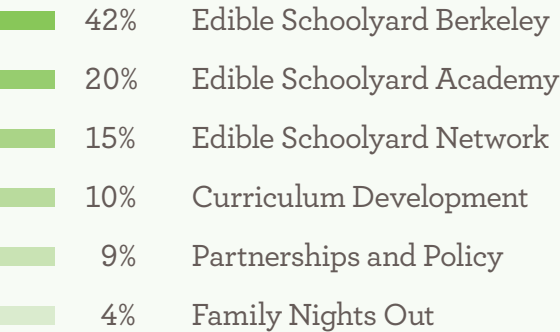 42% Edible Schoolyard Berkeley
20% Edible Schoolyard Academy
15% Edible Schoolyard Network
10% Curriculum Development
9% Partnerships and Policy
4% Family Nights Out